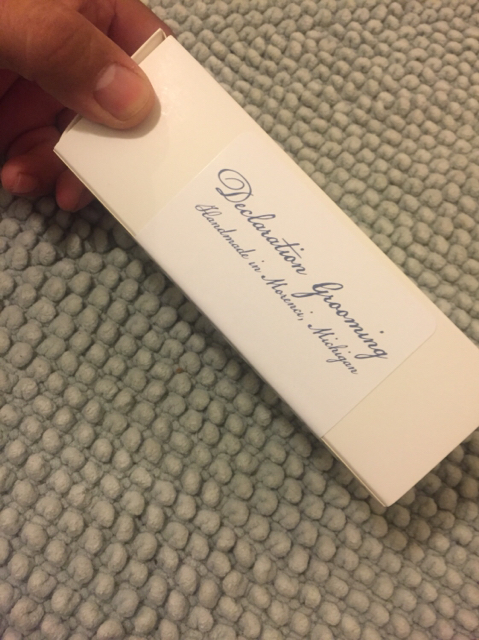 Declaration Grooming
Handmade in Morenci, Michigan